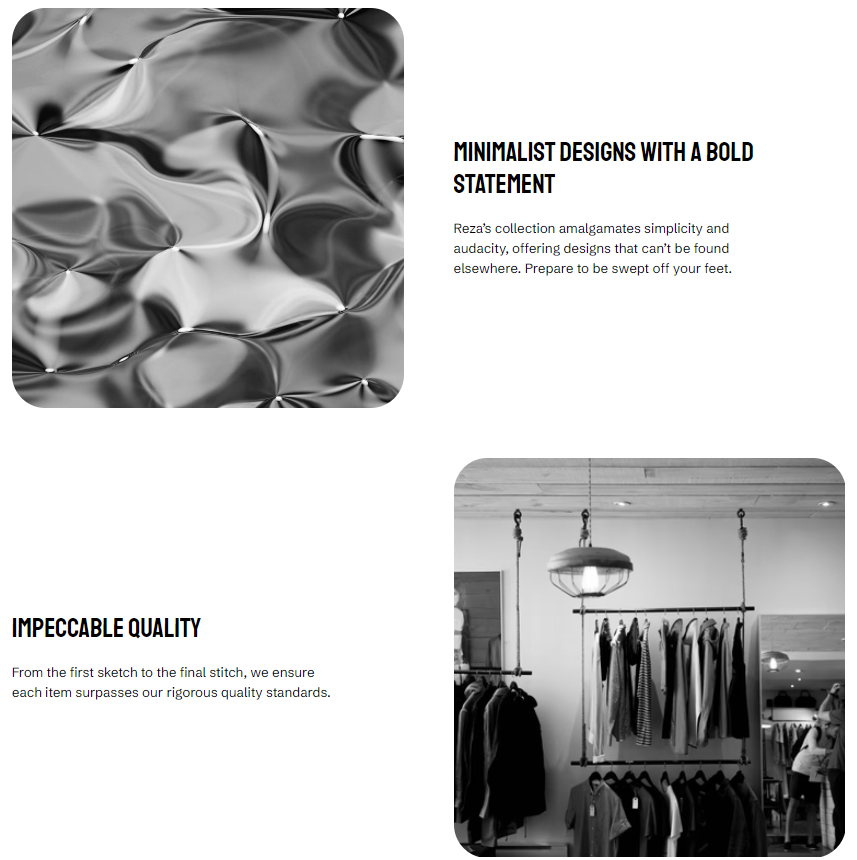 MINIMALIST DESIGNS WITH A BOLD
STATEMENT
Reza’s collection amalgamates simplicity and
audacity, offering designs that can’t be found
elsewhere. Prepare to be swept off your feet.
IMPECCABLE QUALITY
From the first sketch to the final stitch, we ensure
each item surpasses our rigorous quality standards.